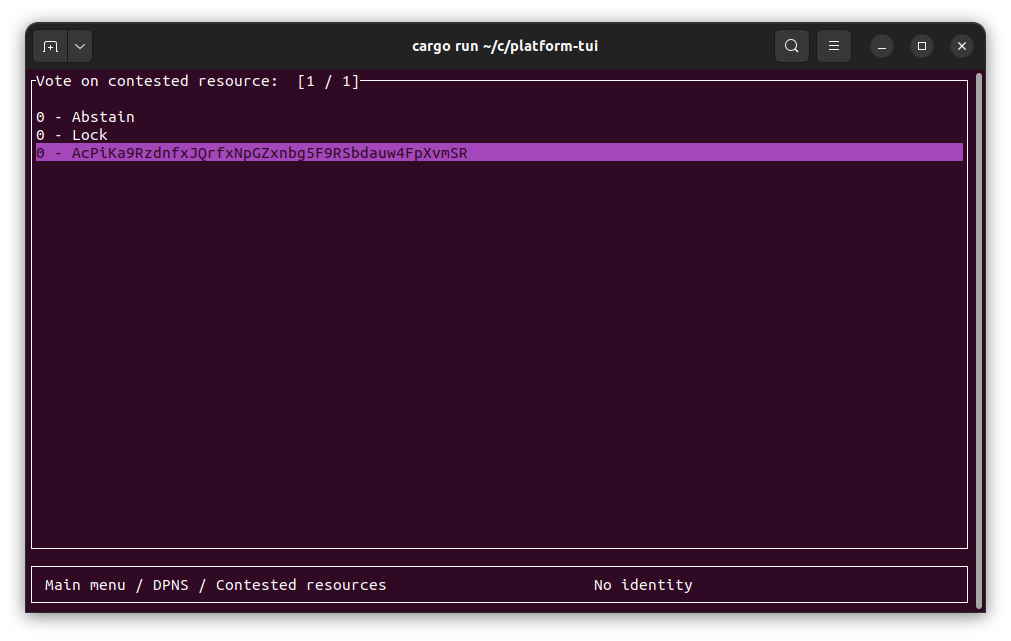 cargo run ~/c/platform-tui
Vote on contested resource:  [1 / 1]
0 - Abstain
0 - Lock
0 - AcPiKa9RzdnfxJQrfxNpGZxnbg5F9RSbdauw4FpXvmSR
Main menu / DPNS / Contested resources
No identity